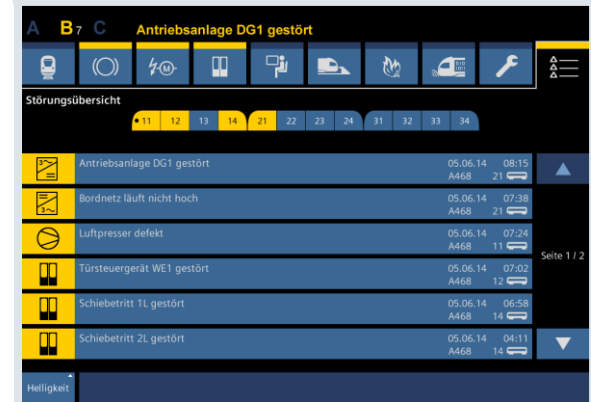 A B 7 C Antriebsanlage DG1 gestört
Störungsübersicht
11 12 13 14 21 22 23 24 31 32 33 34
Antriebsanlage DG1 gestört 05.06.14 08:15
A468 21
Bordnetz läuft nicht hoch 05.06.14 07:38
A468 21
Luftpresser defekt 05.06.14 07:24
A468 11
Seite 1 / 2
Türsteuergerät WE1 gestört 05.06.14 07:02
A468 12
Schiebetritt 1L gestört 05.06.14 06:58
A468 14
Schiebetritt 2L gestört 05.06.14 04:11
A468 14
Helligkeit